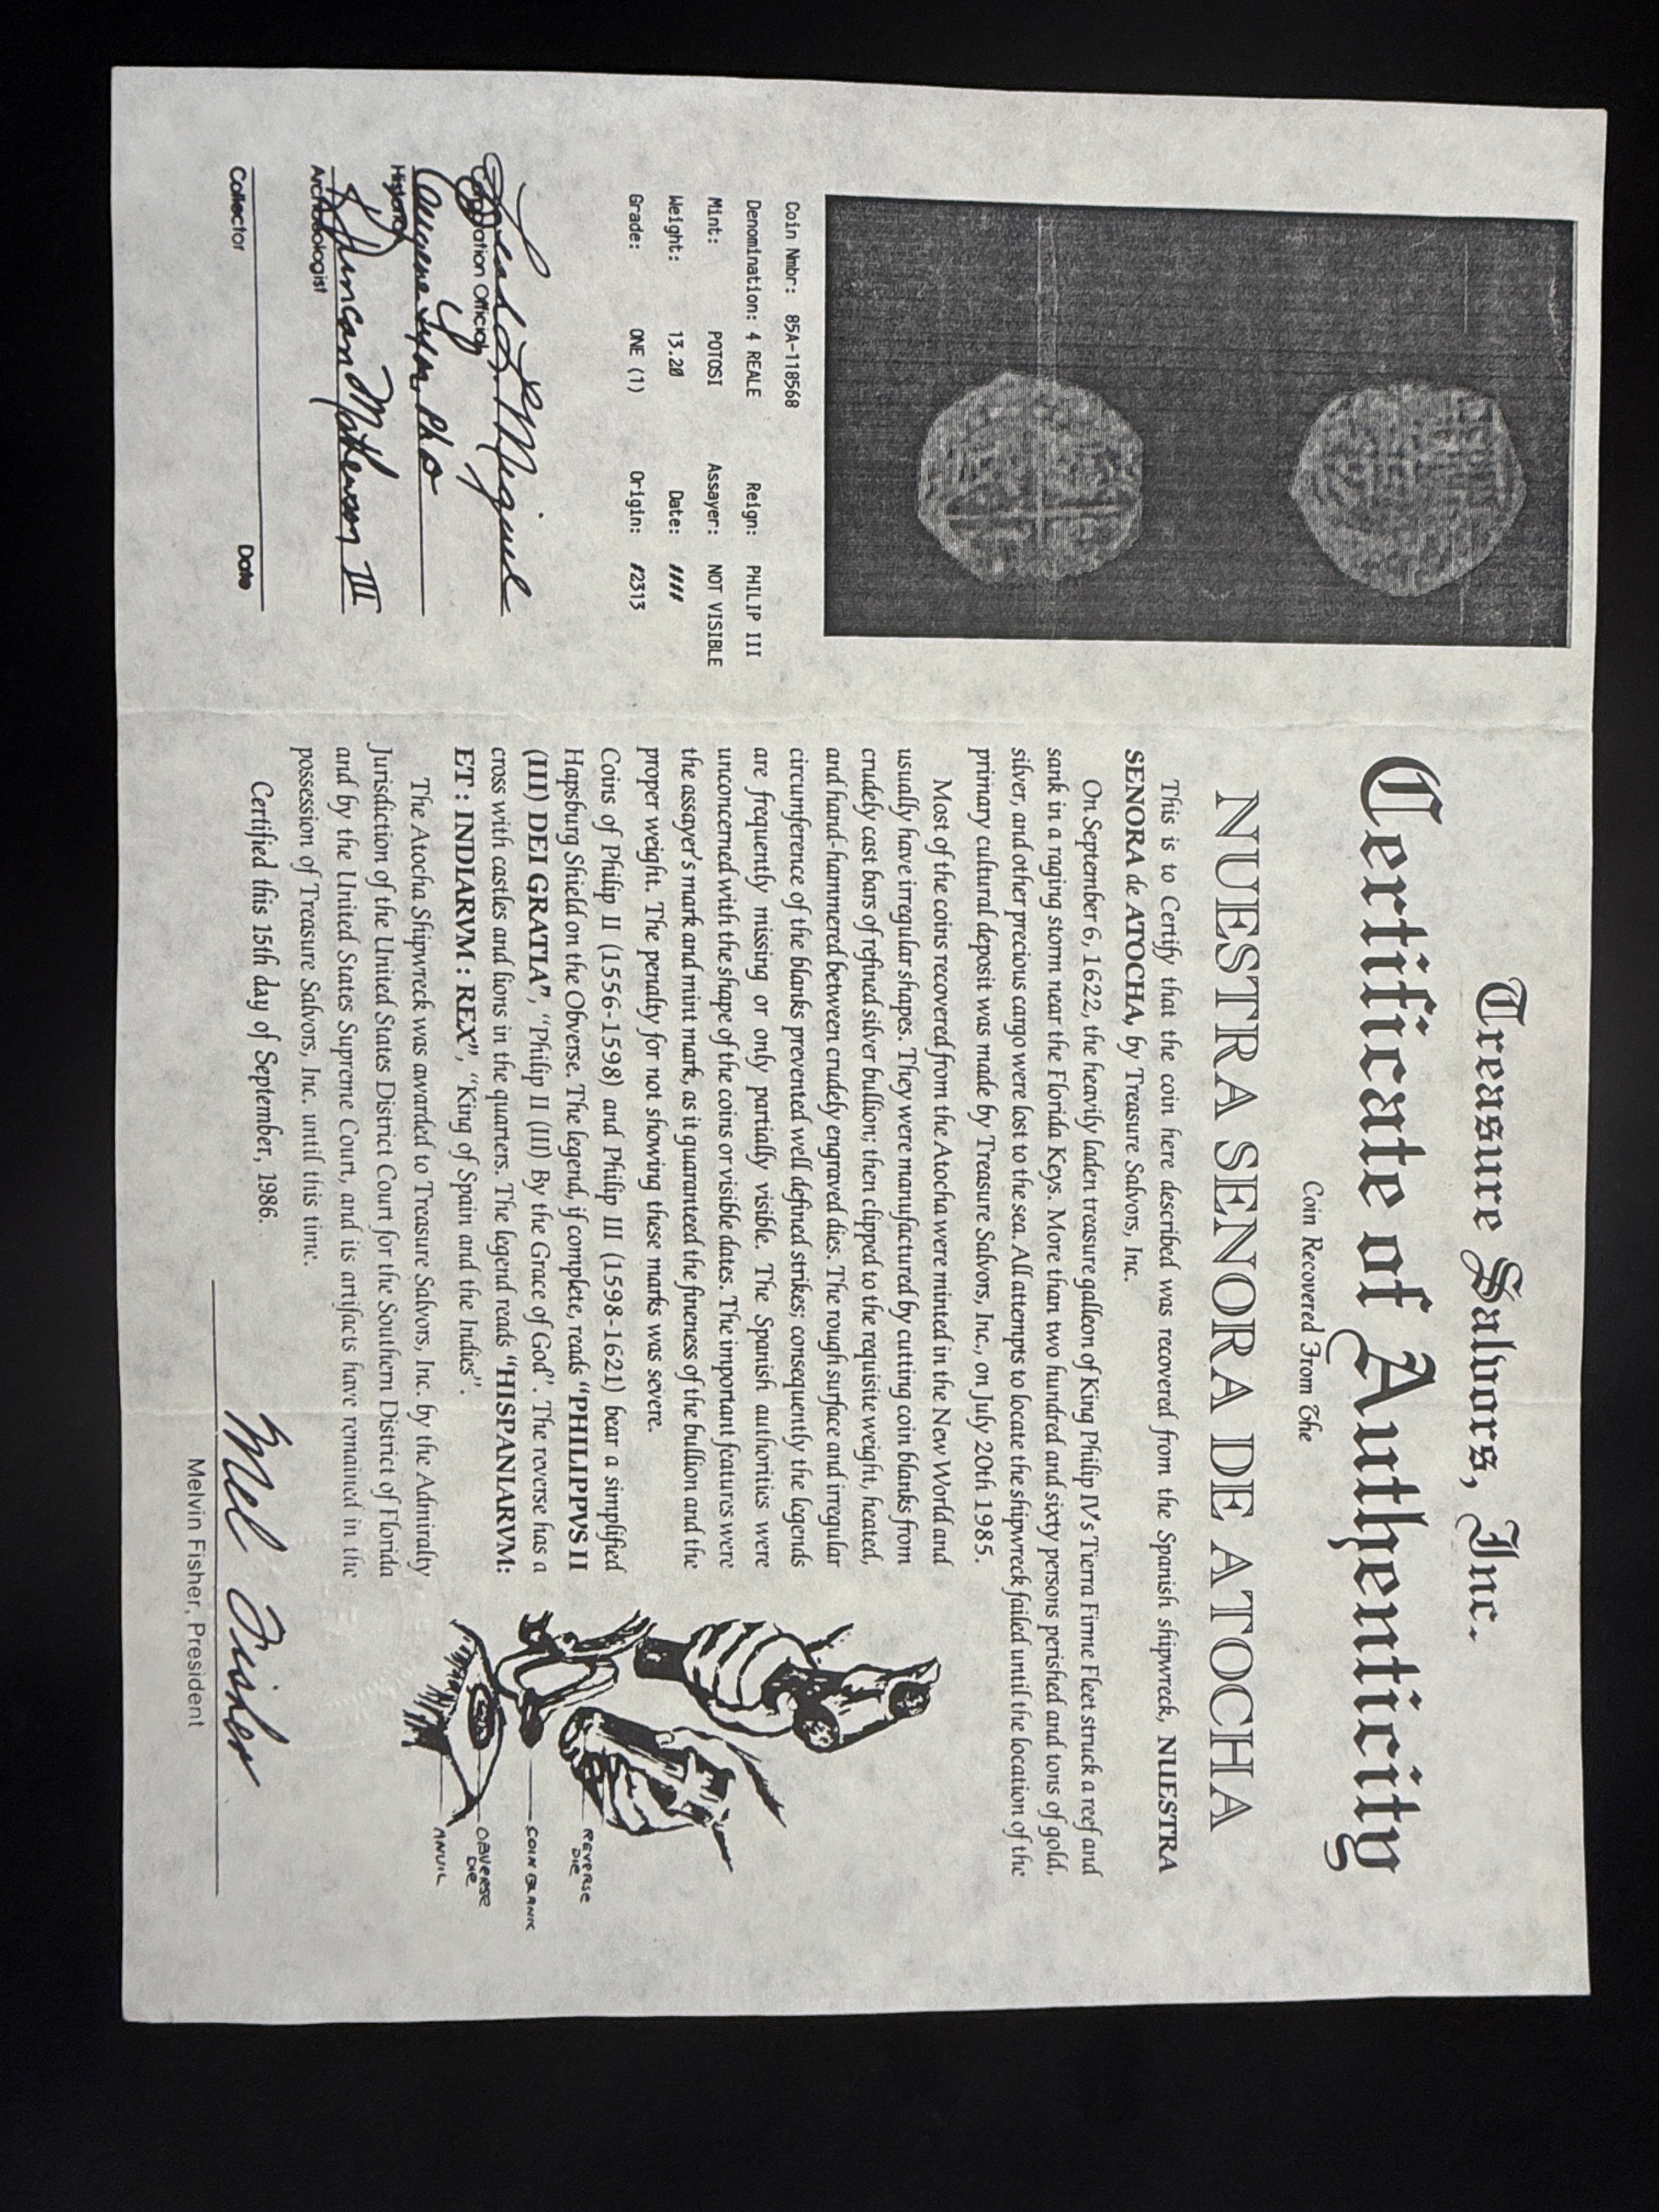 Treasure Salvors, Inc.
Certificate of Authenticity
Coin Recovered From The
NUESTRA SENORA DE ATOCHA
This is to Certify that the coin here described was recovered from the Spanish shipwreck, NUESTRA
SENORA de ATOCHA, by Treasure Salvors, Inc.
On September 6, 1622, the heavily laden treasure galleon of King Philip IV's Tierra Firme Fleet struck a reef and
sank in a raging storm near the Florida Keys. More than two hundred and sixty persons perished and tons of gold,
silver, and other precious cargo were lost to the sea. All attempts to locate the shipwreck failed until the location of the
primary cultural deposit was made by Treasure Salvors, Inc., on July 20th 1985.
Most of the coins recovered from the Atocha were minted in the New World and
usually have irregular shapes. They were manufactured by cutting coin blanks from
crudely cast bars of refined silver bullion; then clipped to the requisite weight, heated,
and hand-hammered between crudely engraved dies. The rough surface and irregular
circumference of the blanks prevented well defined strikes; consequently the legends
are frequently missing or only partially visible. The Spanish authorities were
unconcerned with the shape of the coins or visible dates. The important features were
the assayer's mark and mint mark, as it guaranteed the fineness of the bullion and the
proper weight. The penalty for not showing these marks was severe.
Coins of Philip II (1556-1598) and Philip III (1598-1621) bear a simplified
Hapsburg Shield on the Obverse. The legend, if complete, reads "PHILIPPVS II
(III) DEI GRATIA", "Philip II (III) By the Grace of God". The reverse has a
cross with castles and lions in the quarters. The legend reads "HISPANIARVM:
ET : INDIARVM : REX", "King of Spain and the Indies".
The Atocha Shipwreck was awarded to Treasure Salvors, Inc. by the Admiralty
Jurisdiction of the United States District Court for the Southern District of Florida
and by the United States Supreme Court, and its artifacts have remained in the
possession of Treasure Salvors, Inc. until this time.
Certified this 15th day of September, 1986.
Mel Fisher
Melvin Fisher, President
REVERSE
DIE
COIN BLANK
OBVERSE
DIE
ANVIL
Coin Nmbr: 85A-118568
Denomination: 4 REALE Reign: PHILIP III
Mint: POTOSI Assayer: NOT VISIBLE
Weight: 13.20 Date: ####
Grade: ONE (1) Origin: #2313
Official
Eugene Lyon PhD
Historian
R Duncan Mathewson III
Archaeologist
Collector Date